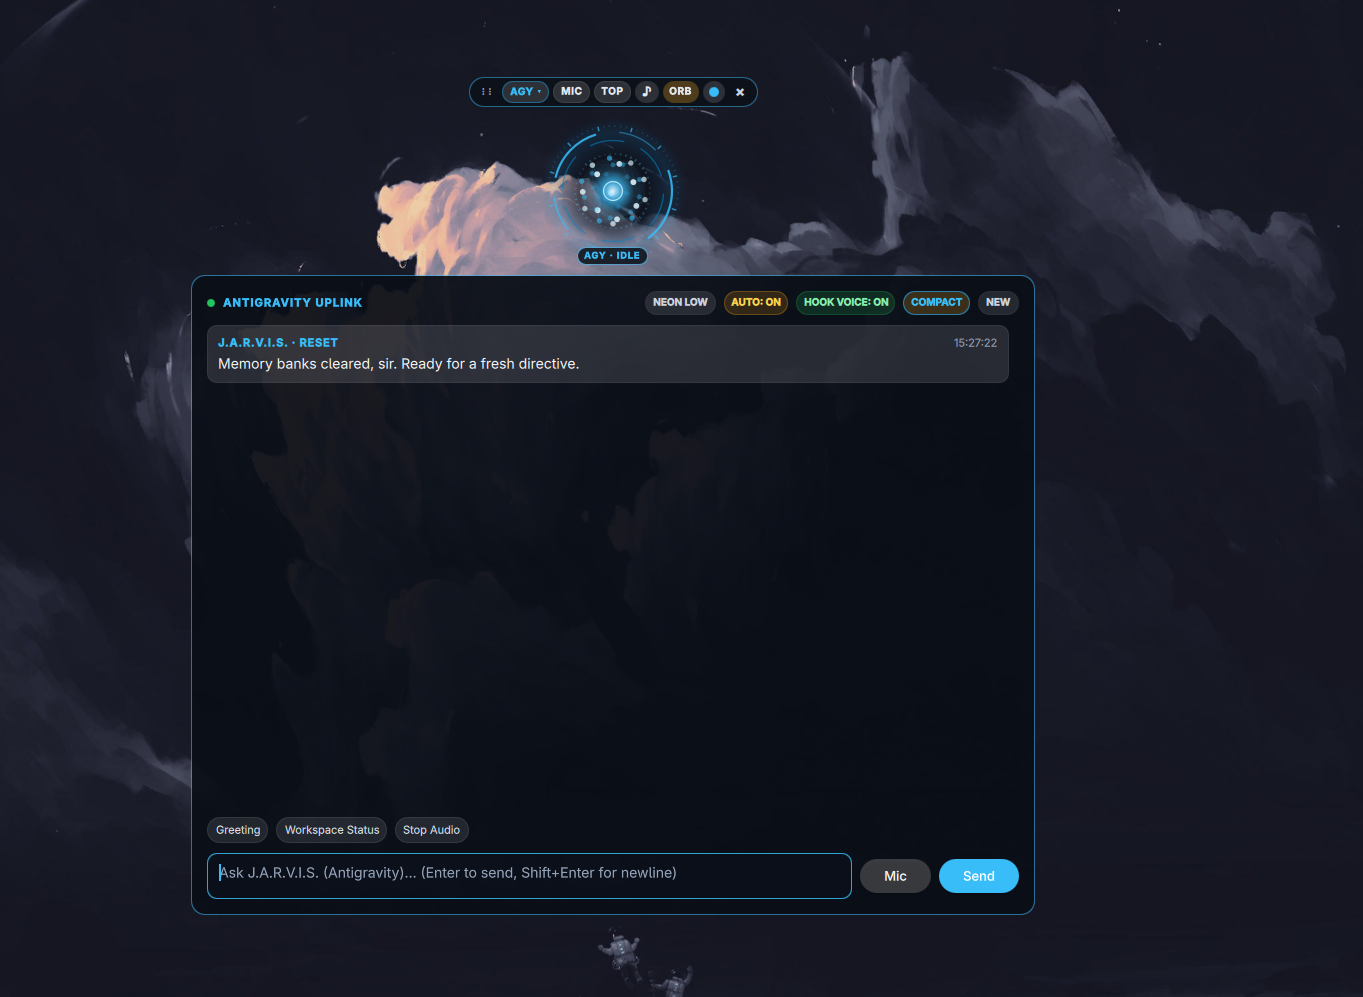 AGY
MIC
TOP
ORB
AGY · IDLE
ANTIGRAVITY UPLINK
NEON LOW
AUTO: ON
HOOK VOICE: ON
COMPACT
NEW
J.A.R.V.I.S. · RESET
15:27:22
Memory banks cleared, sir. Ready for a fresh directive.
Greeting
Workspace Status
Stop Audio
Ask J.A.R.V.I.S. (Antigravity)... (Enter to send, Shift+Enter for newline)
Mic
Send